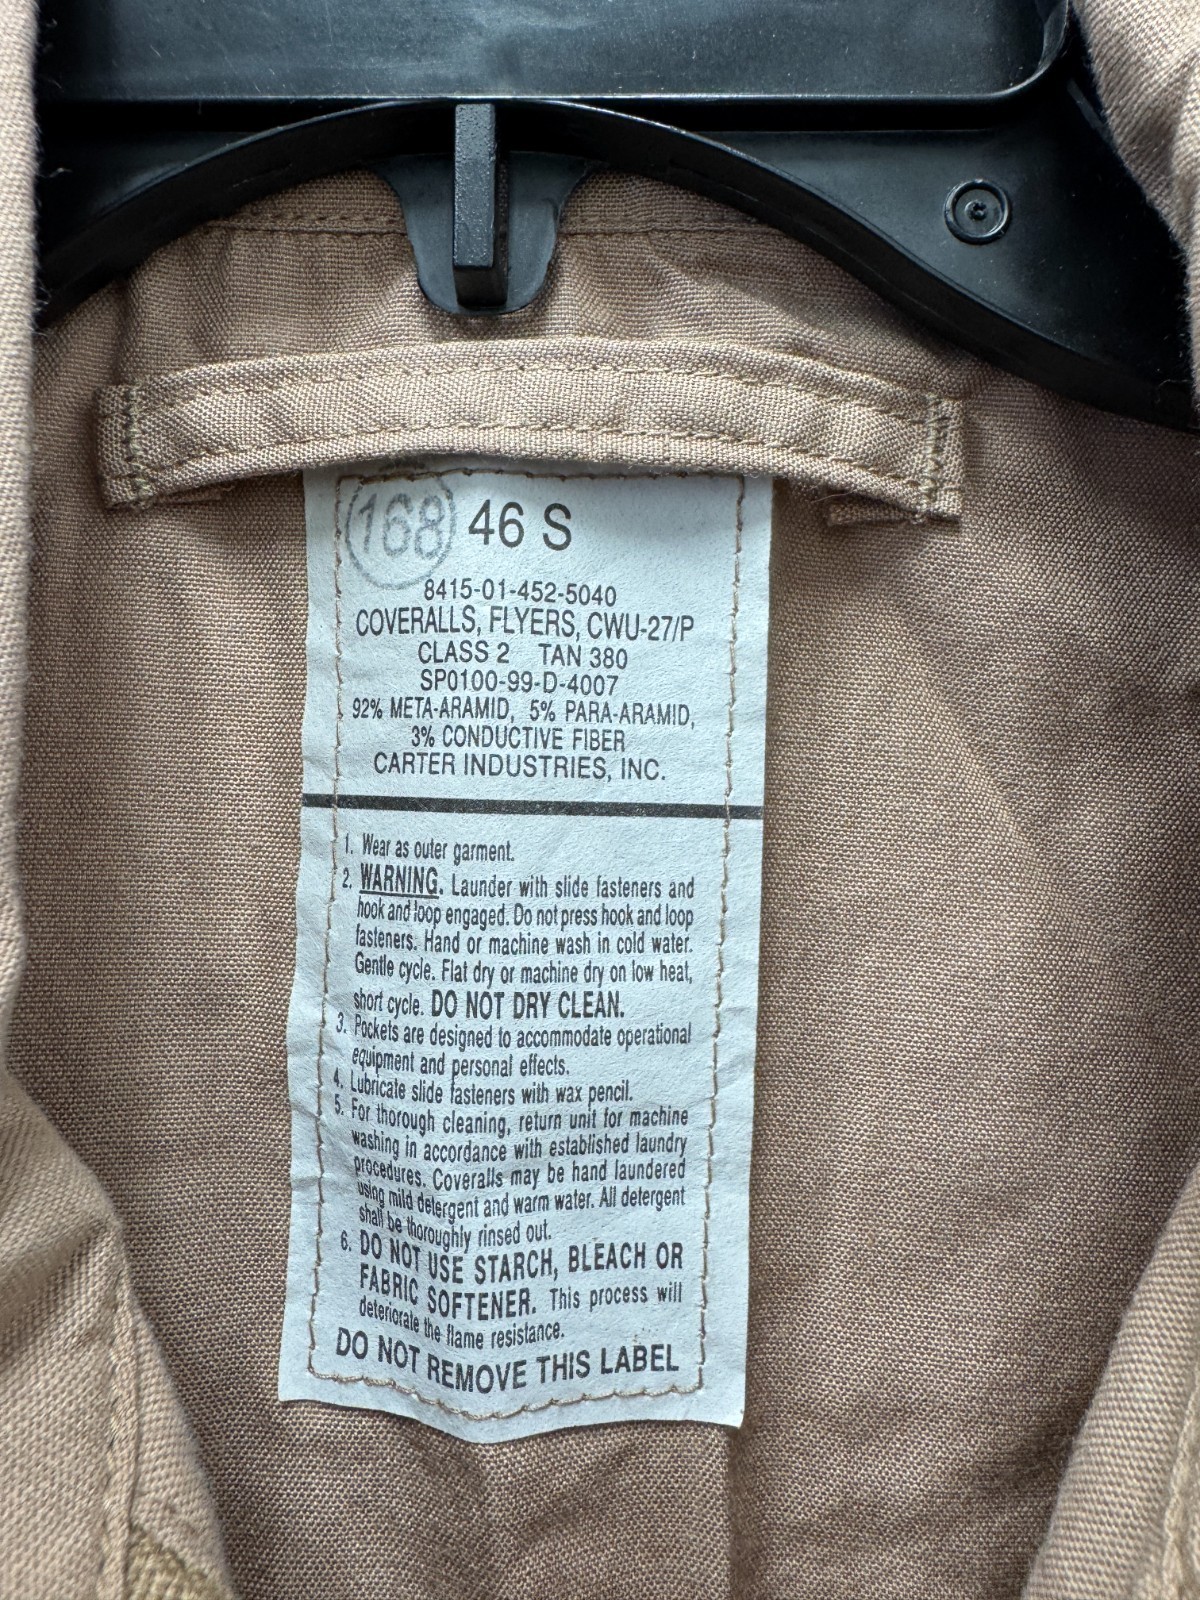 168 46 S
8415-01-452-5040
COVERALLS, FLYERS, CWU-27/P
CLASS 2 TAN 380
SP0100-99-D-4007
92% META-ARAMID, 5% PARA-ARAMID,
3% CONDUCTIVE FIBER
CARTER INDUSTRIES, INC.
1. Wear as outer garment.
2. WARNING. Launder with slide fasteners and
hook and loop engaged. Do not press hook and loop
fasteners. Hand or machine wash in cold water.
Gentle cycle. Flat dry or machine dry on low heat,
short cycle. DO NOT DRY CLEAN.
3. Pockets are designed to accommodate operational
equipment and personal effects.
4. Lubricate slide fasteners with wax pencil.
5. For thorough cleaning, return unit for machine
washing in accordance with established laundry
procedures. Coveralls may be hand laundered
using mild detergent and warm water. All detergent
shall be thoroughly rinsed out.
6. DO NOT USE STARCH, BLEACH OR
FABRIC SOFTENER. This process will
deteriorate the flame resistance.
DO NOT REMOVE THIS LABEL